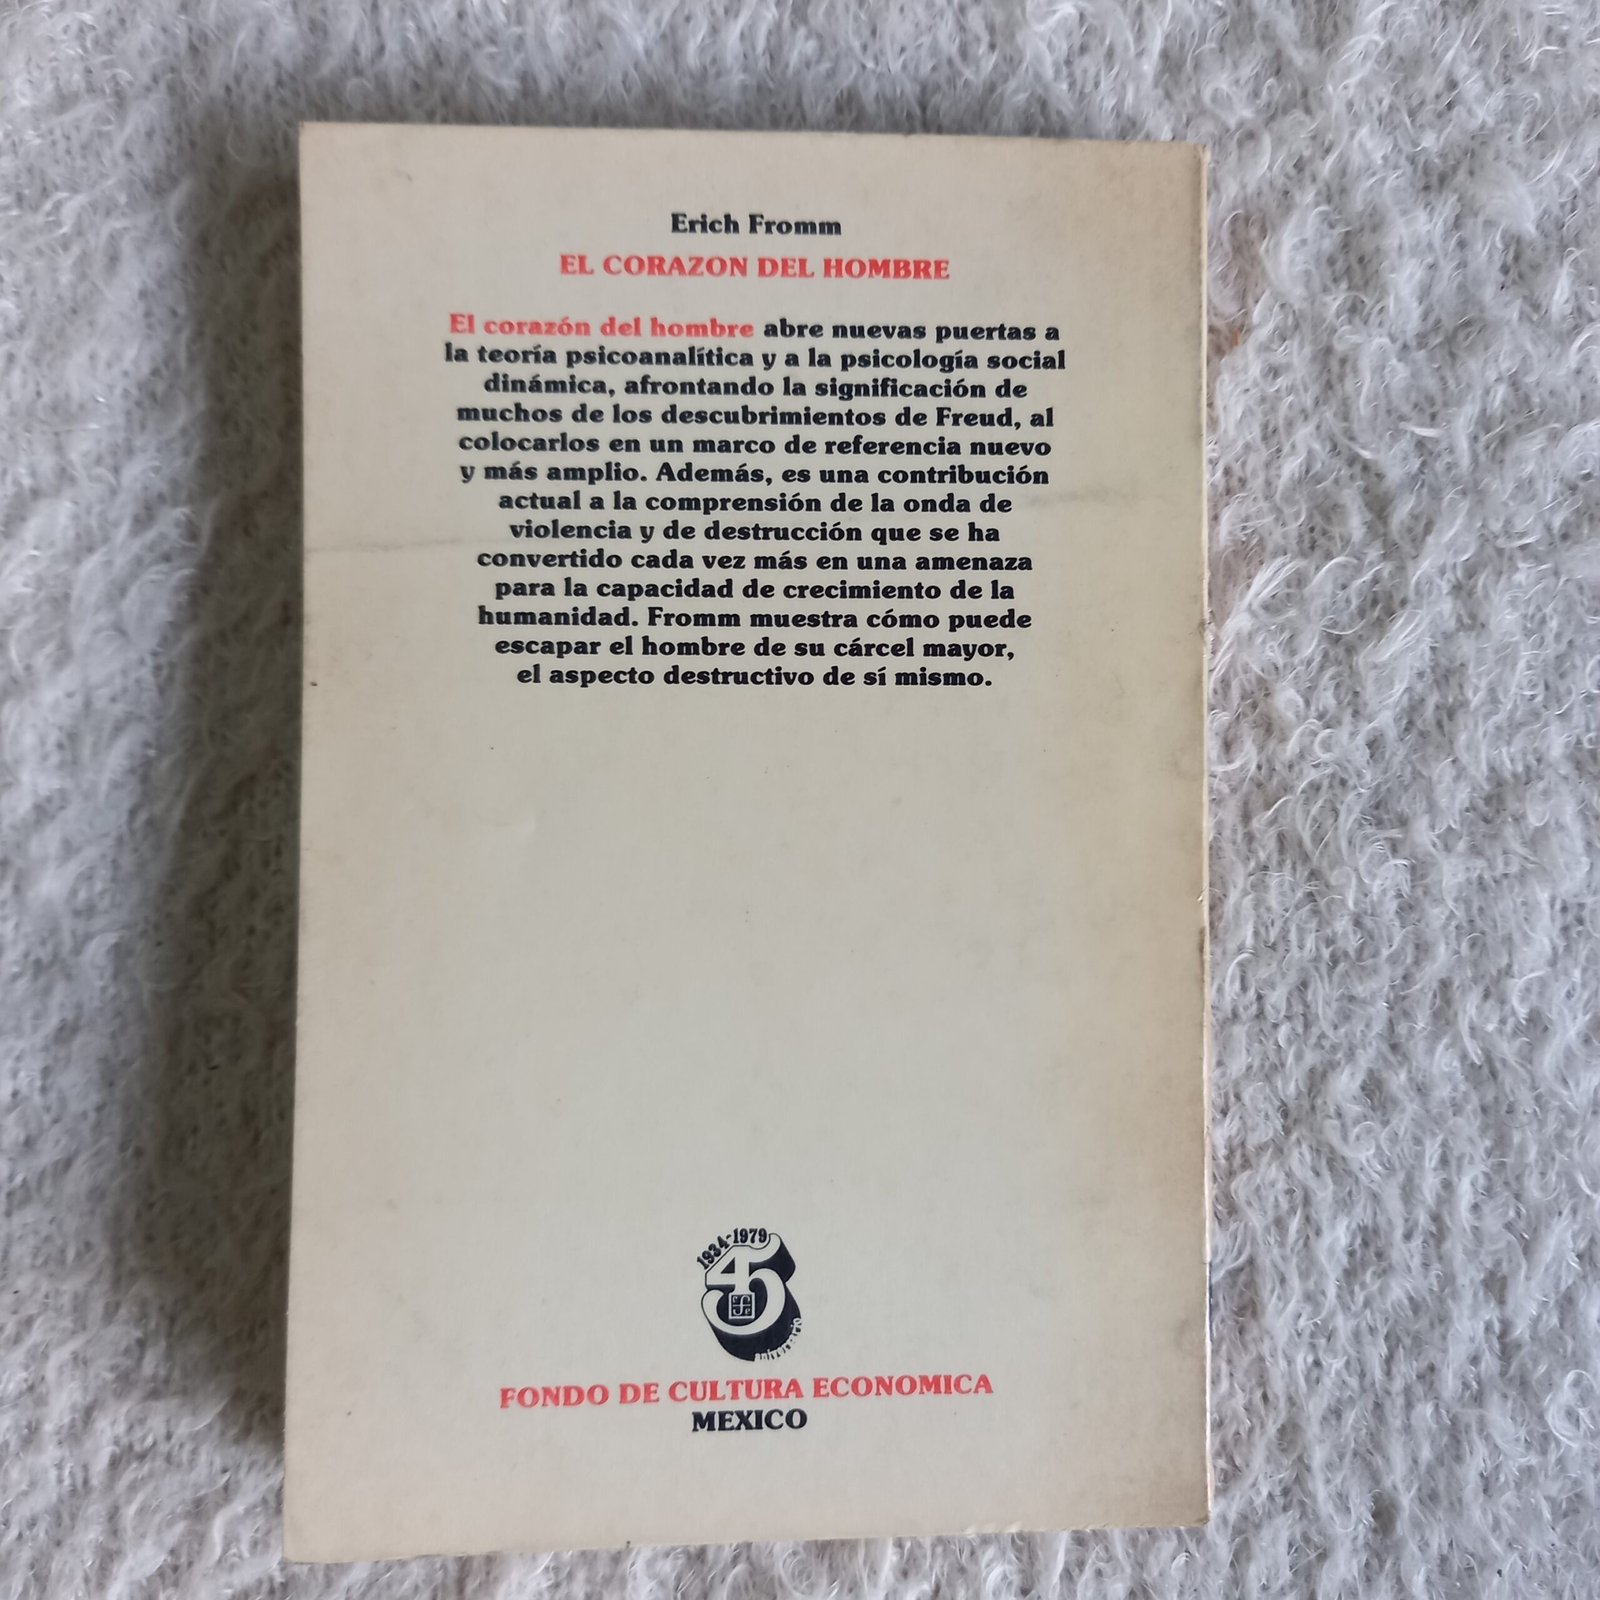 Erich Fromm
EL CORAZON DEL HOMBRE
El corazón del hombre abre nuevas puertas a
la teoría psicoanalítica y a la psicología social
dinámica, afrontando la significación de
muchos de los descubrimientos de Freud, al
colocarlos en un marco de referencia nuevo
y más amplio. Además, es una contribución
actual a la comprensión de la onda de
violencia y de destrucción que se ha
convertido cada vez más en una amenaza
para la capacidad de crecimiento de la
humanidad. Fromm muestra cómo puede
escapar el hombre de su cárcel mayor,
el aspecto destructivo de sí mismo.
1934-1979
45
aniversario
FONDO DE CULTURA ECONOMICA
MEXICO